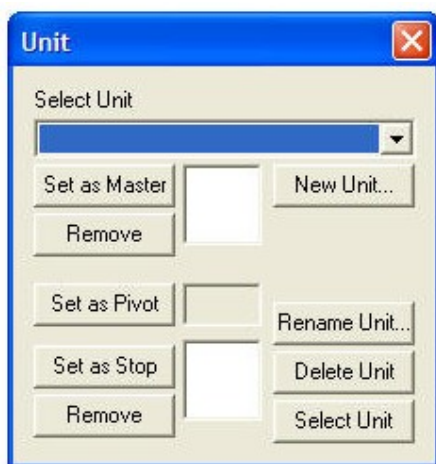 Unit
Select Unit
Set as Master
New Unit...
Remove
Set as Pivot
Rename Unit...
Set as Stop
Delete Unit
Remove
Select Unit